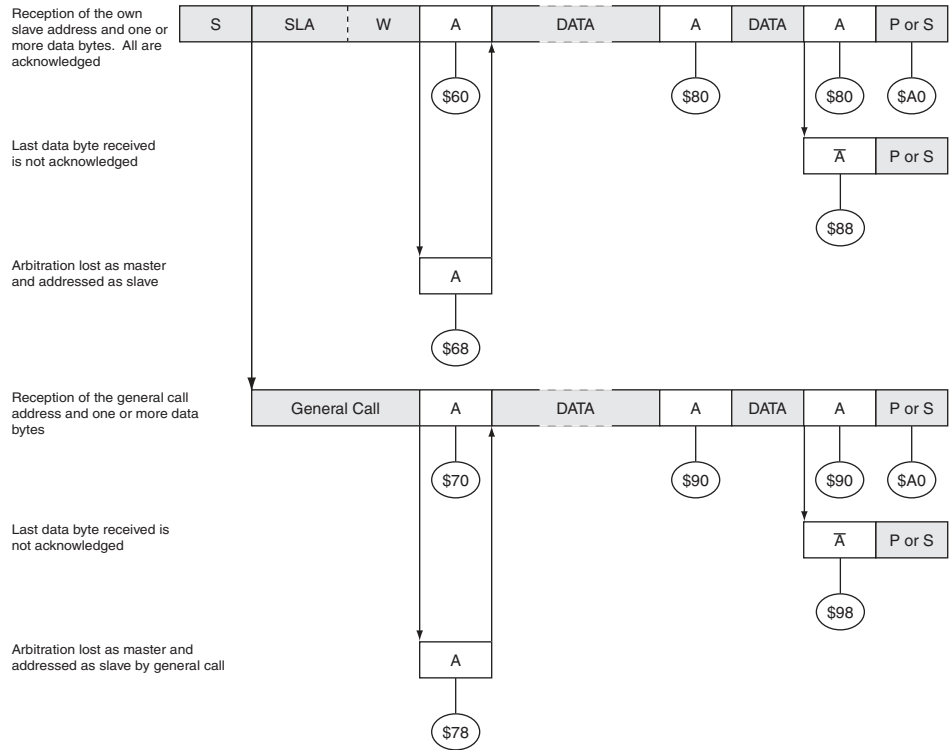 Reception of the own
slave address and one or
more data bytes. All are
acknowledged
S SLA W A DATA A DATA A P or S
$60 $80 $80 $A0
Last data byte received
is not acknowledged
A̅ P or S
$88
Arbitration lost as master
and addressed as slave
A
$68
Reception of the general call
address and one or more data
bytes
General Call A DATA A DATA A P or S
$70 $90 $90 $A0
Last data byte received is
not acknowledged
A̅ P or S
$98
Arbitration lost as master and
addressed as slave by general call
A
$78